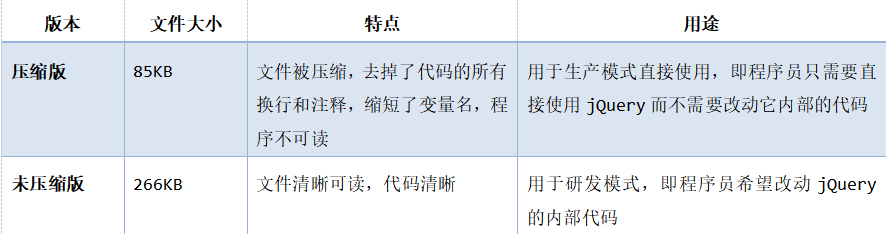 版本 文件大小 特点 用途
压缩版 85KB 文件被压缩，去掉了代码的所有 用于生产模式直接使用，即程序员只需要直
换行和注释，缩短了变量名，程 接使用 jQuery 而不需要改动它内部的代码
序不可读
未压缩版 266KB 文件清晰可读，代码清晰 用于研发模式，即程序员希望改动 jQuery
的内部代码